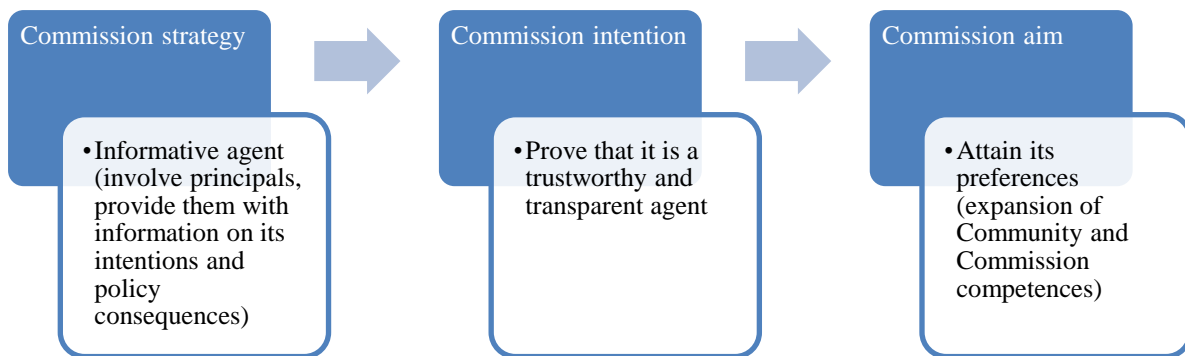 Commission strategy
•Informative agent
(involve principals,
provide them with
information on its
intentions and
policy
consequences)
Commission intention
•Prove that it is a
trustworthy and
transparent agent
Commission aim
•Attain its
preferences
(expansion of
Community and
Commission
competences)